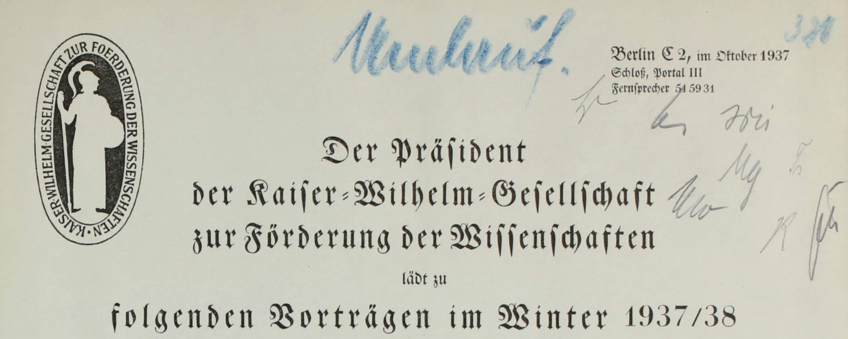 KAISER-WILHELM-GESELLSCHAFT ZUR FOERDERUNG DER WISSENSCHAFTEN
Umlauf.
Berlin C 2, im Oktober 1937
Schloß, Portal III
Fernsprecher 51 59 31
Der Präsident
der Kaiser-Wilhelm-Gesellschaft
zur Förderung der Wissenschaften
lädt zu
folgenden Vorträgen im Winter 1937/38